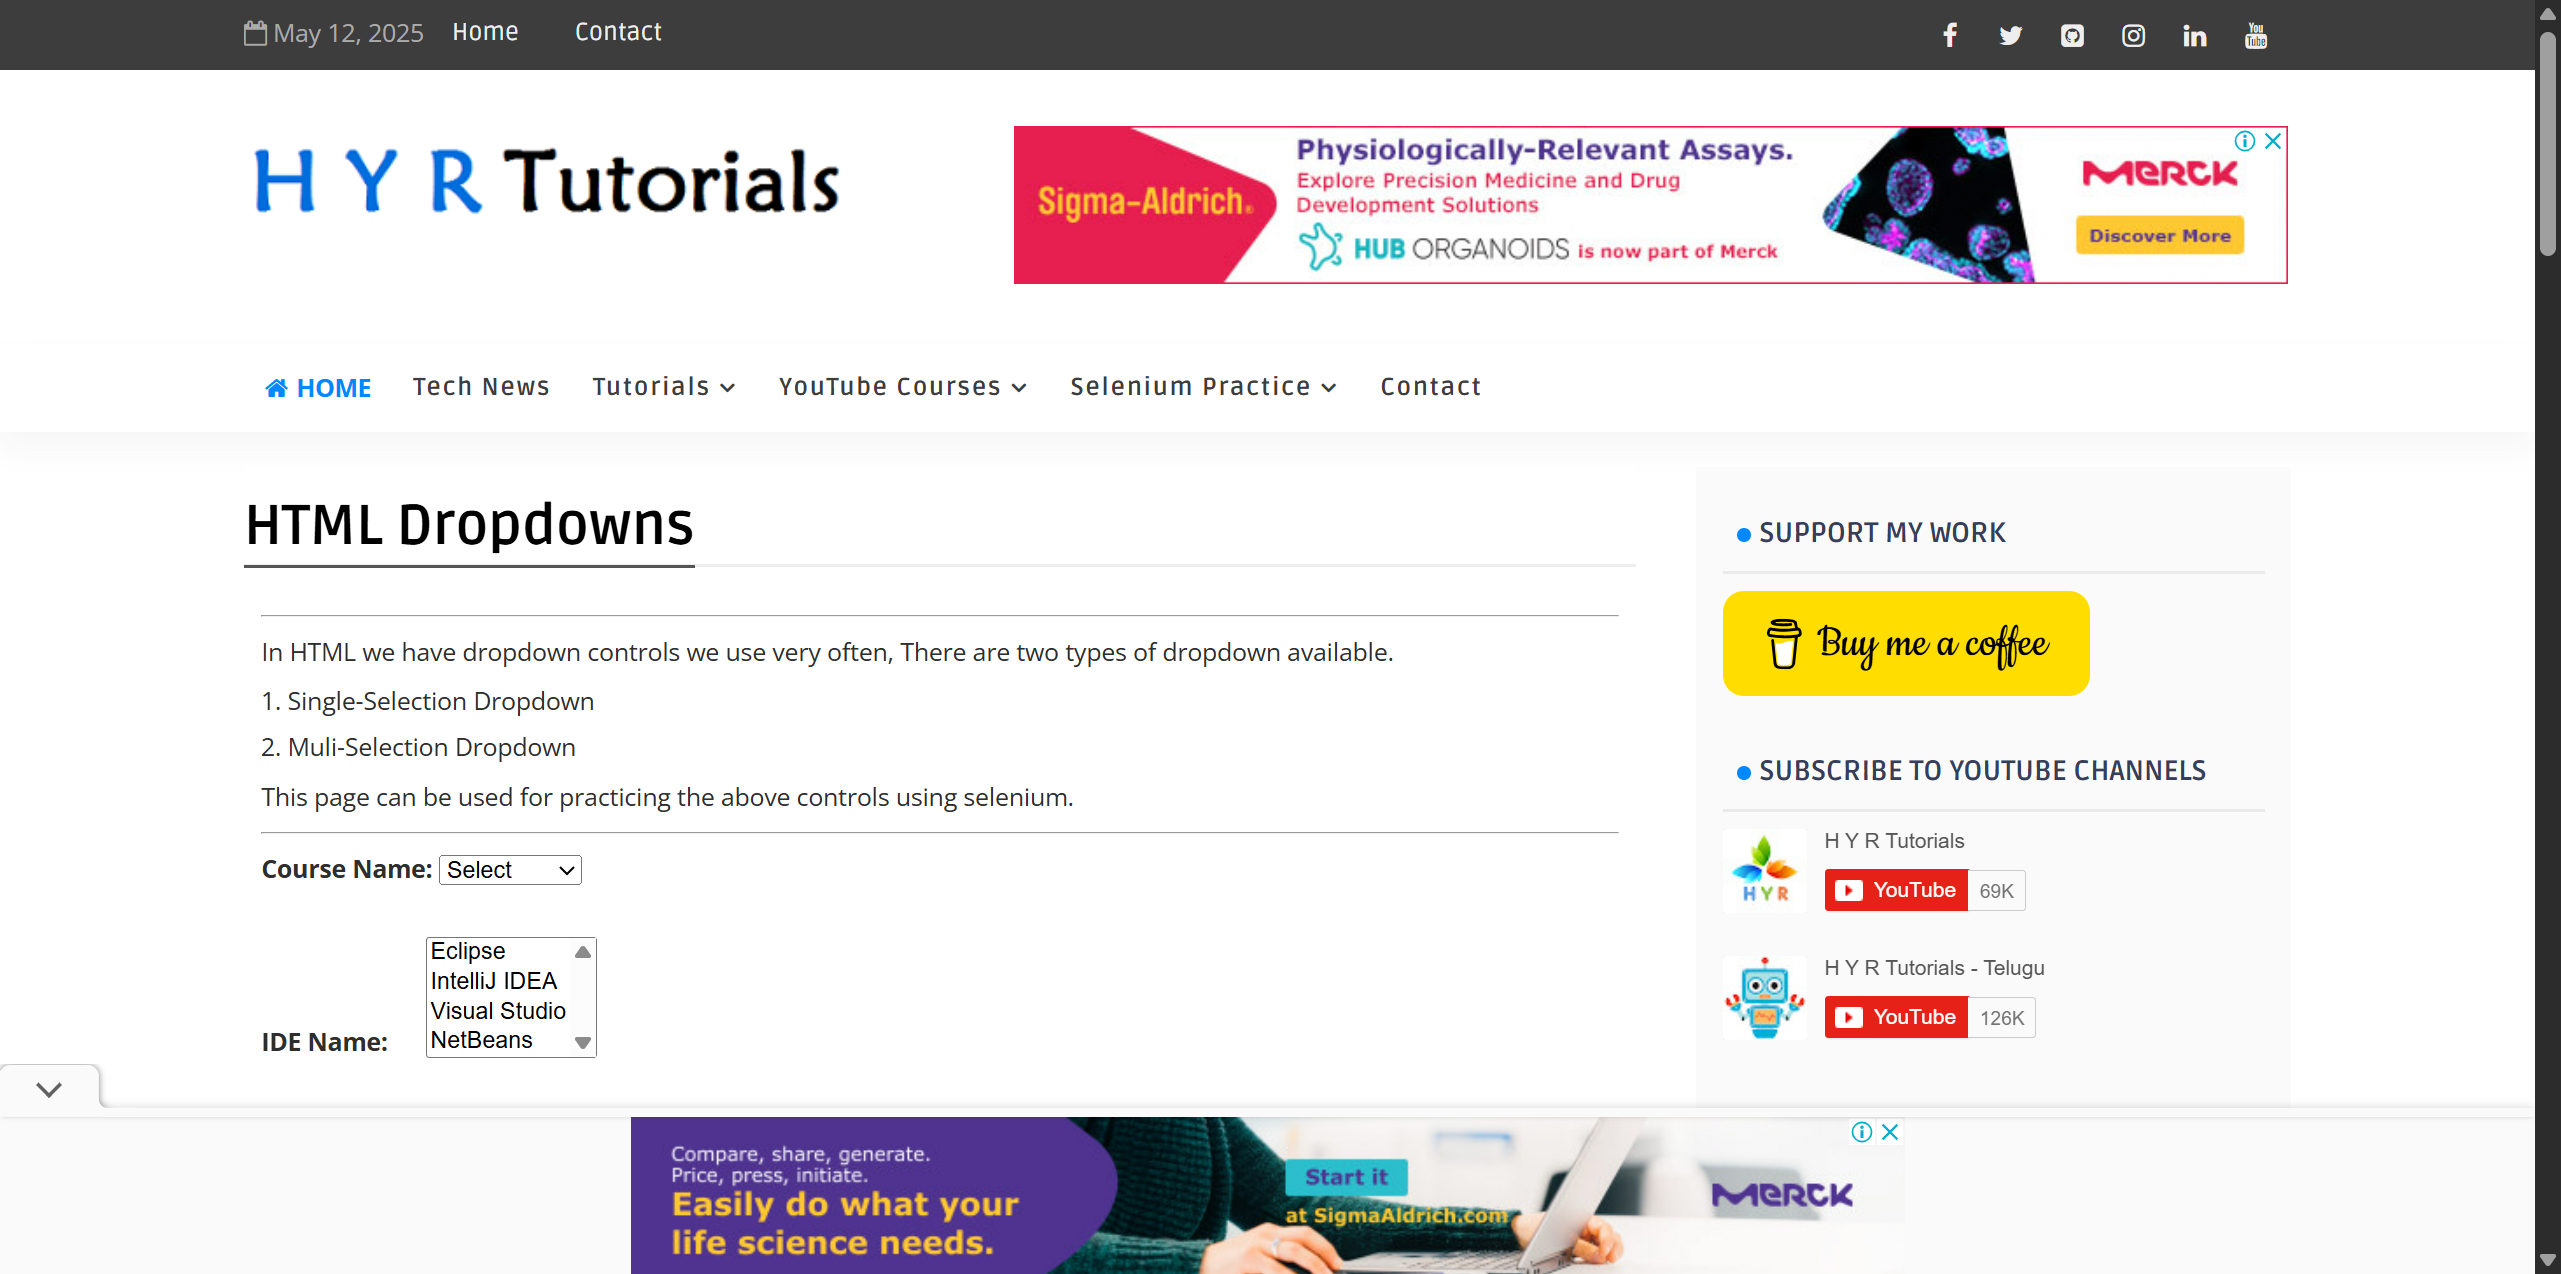 May 12, 2025 Home Contact
You Tube
H Y R Tutorials
Sigma-Aldrich®
Physiologically-Relevant Assays.
Explore Precision Medicine and Drug
Development Solutions
HUB ORGANOIDS is now part of Merck
MERCK
Discover More
HOME Tech News Tutorials YouTube Courses Selenium Practice Contact
HTML Dropdowns
In HTML we have dropdown controls we use very often, There are two types of dropdown available.
1. Single-Selection Dropdown
2. Muli-Selection Dropdown
This page can be used for practicing the above controls using selenium.
Course Name: Select
IDE Name:
Eclipse
IntelliJ IDEA
Visual Studio
NetBeans
SUPPORT MY WORK
Buy me a coffee
SUBSCRIBE TO YOUTUBE CHANNELS
H Y R
H Y R Tutorials
YouTube 69K
H Y R Tutorials - Telugu
YouTube 126K
Compare, share, generate.
Price, press, initiate.
Easily do what your
life science needs.
Start it
at SigmaAldrich.com
MERCK